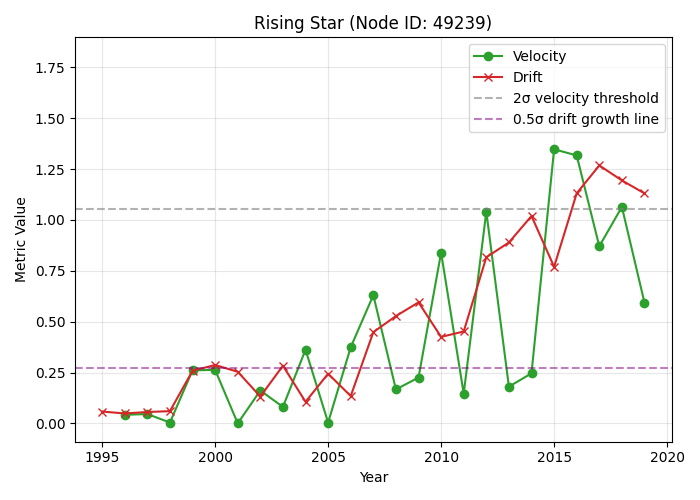 Rising Star (Node ID: 49239)
Velocity
Drift
2σ velocity threshold
0.5σ drift growth line
Metric Value
1.75
1.50
1.25
1.00
0.75
0.50
0.25
0.00
1995
2000
2005
2010
2015
2020
Year